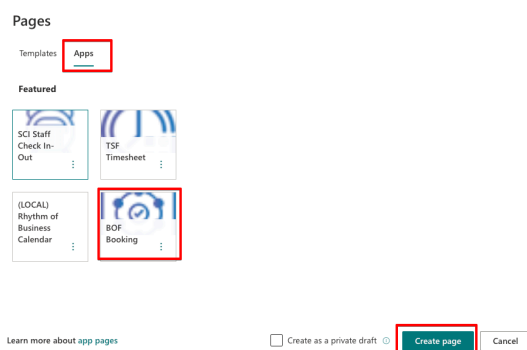 Pages
Templates Apps
Featured
SCI Staff
Check In-
Out
TSF
Timesheet
(LOCAL)
Rhythm of
Business
Calendar
BOF
Booking
Learn more about app pages
Create as a private draft
Create page
Cancel